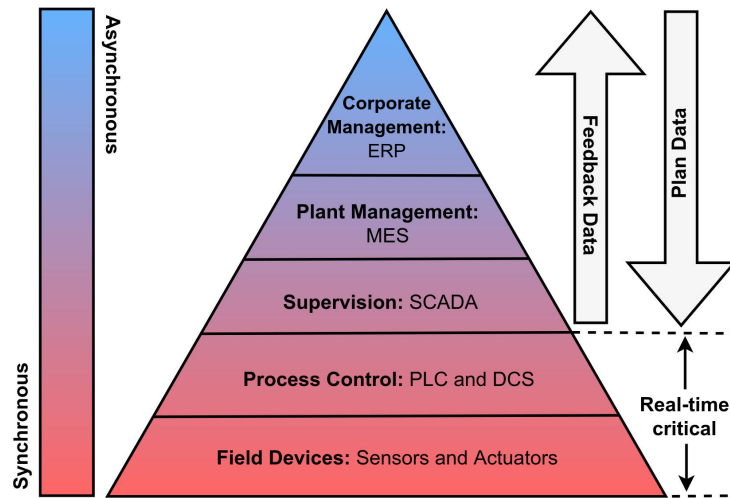 Asynchronous
Synchronous
Corporate
Management:
ERP
Plant Management:
MES
Supervision: SCADA
Process Control: PLC and DCS
Field Devices: Sensors and Actuators
Feedback Data
Plan Data
Real-time
critical